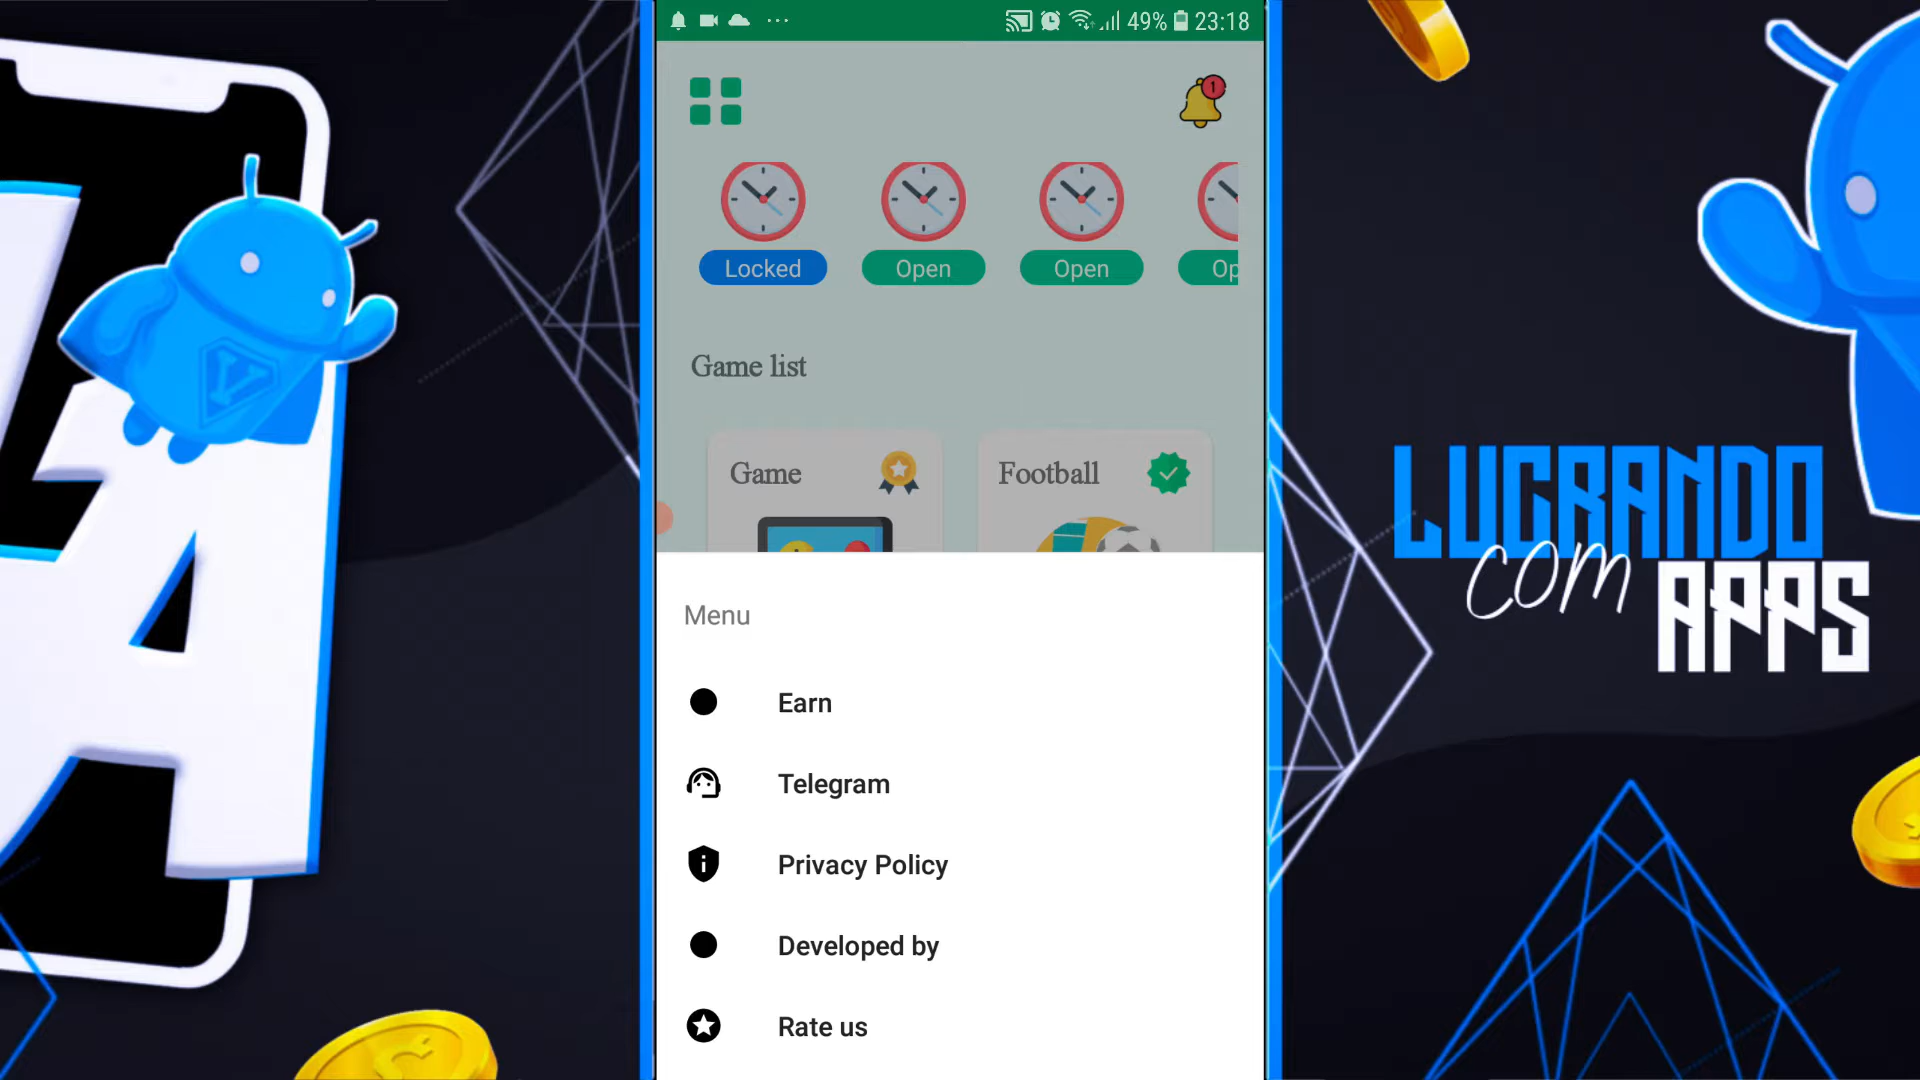 49% 23:18
1
Locked Open Open Op
Game list
Game Football
Menu
Earn
Telegram
Privacy Policy
Developed by
Rate us
LUCRANDO
com
APPS